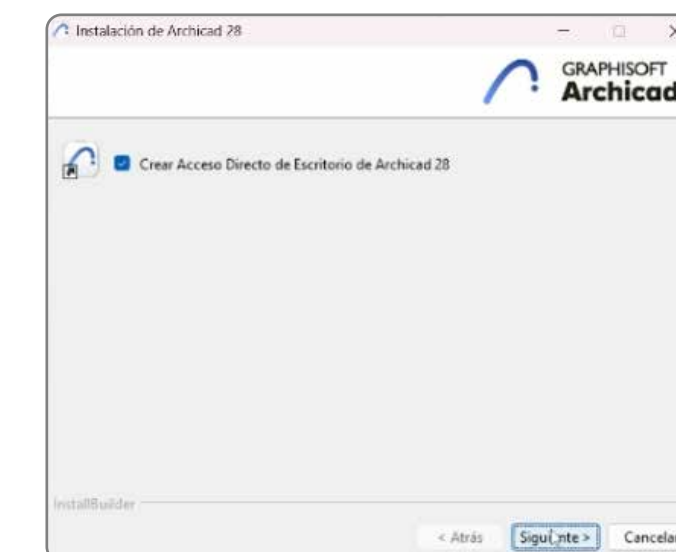 Instalación de Archicad 28
GRAPHISOFT
Archicad
Crear Acceso Directo de Escritorio de Archicad 28
InstallBuilder
< Atrás Siguiente > Cancelar